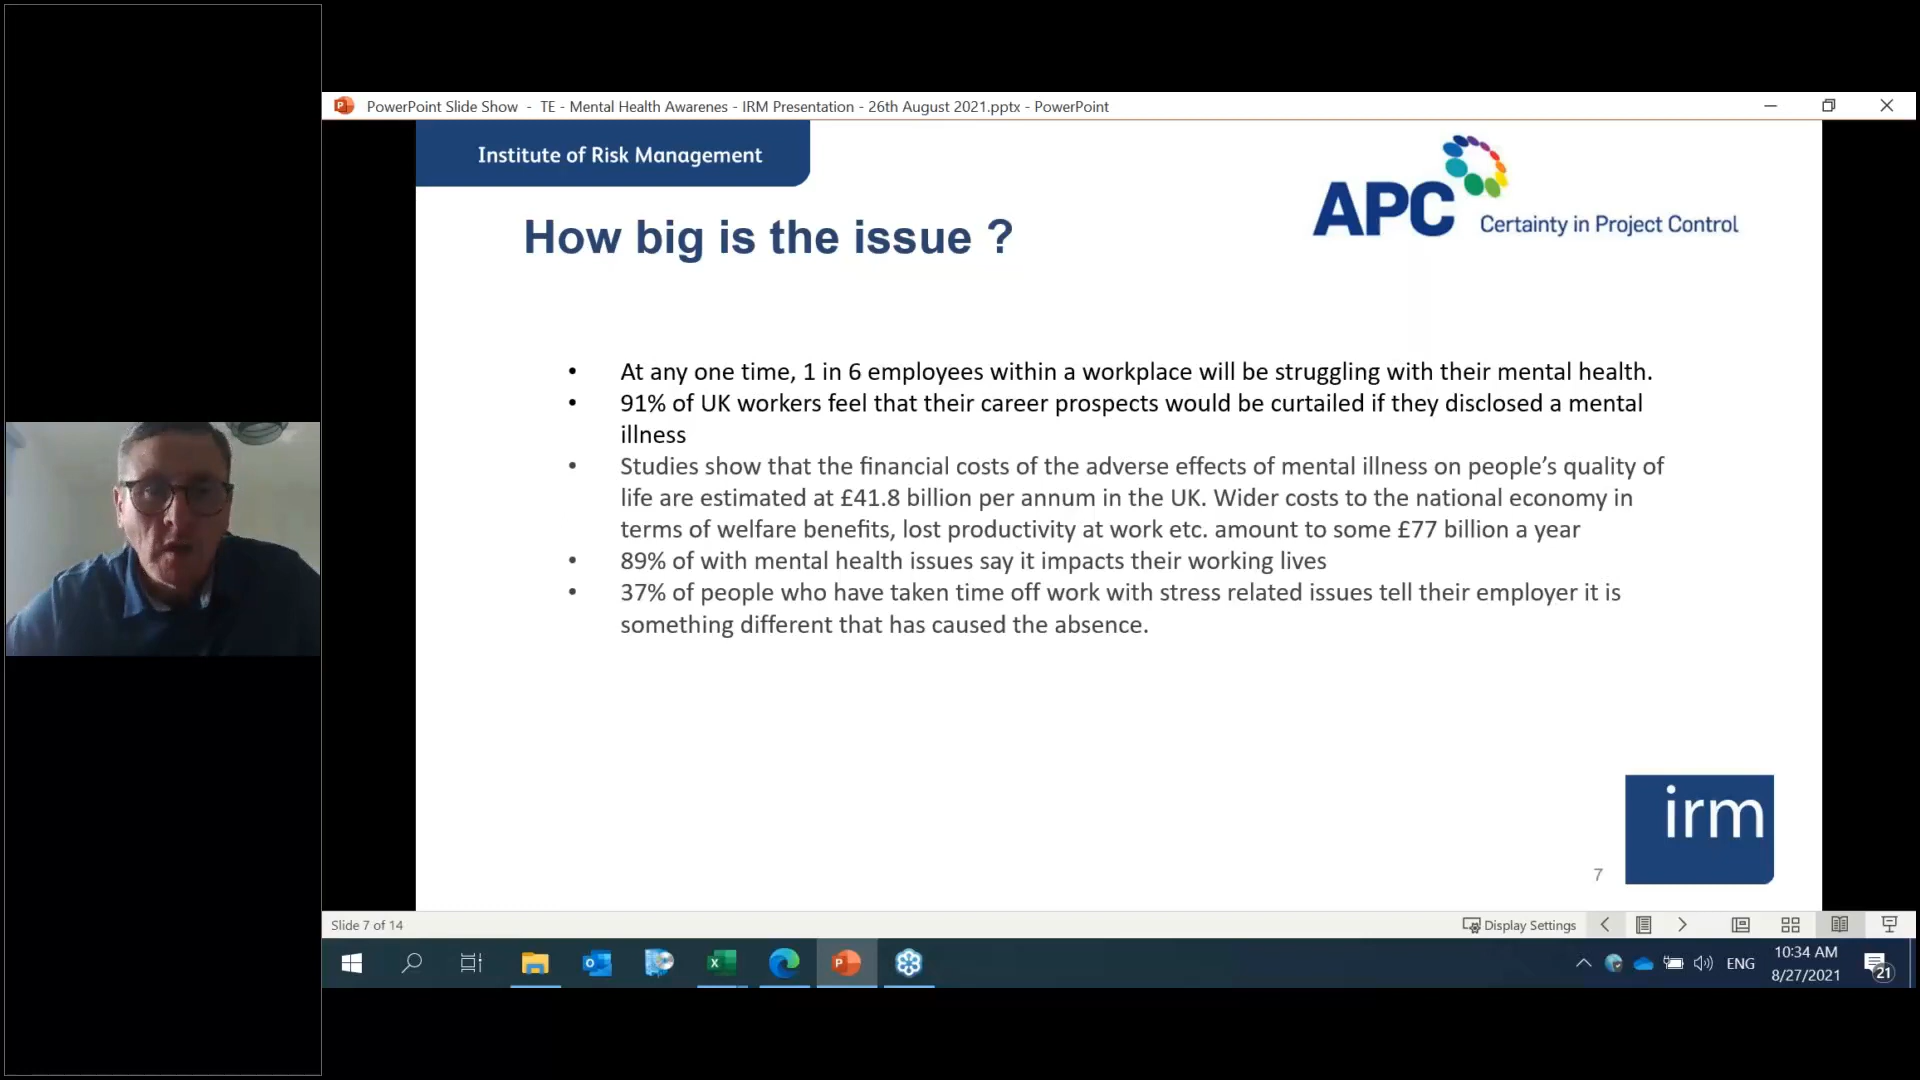 PowerPoint Slide Show - TE - Mental Health Awarenes - IRM Presentation - 26th August 2021.pptx - PowerPoint
Institute of Risk Management
APC Certainty in Project Control
How big is the issue ?
• At any one time, 1 in 6 employees within a workplace will be struggling with their mental health.
• 91% of UK workers feel that their career prospects would be curtailed if they disclosed a mental
illness
• Studies show that the financial costs of the adverse effects of mental illness on people’s quality of
life are estimated at £41.8 billion per annum in the UK. Wider costs to the national economy in
terms of welfare benefits, lost productivity at work etc. amount to some £77 billion a year
• 89% of with mental health issues say it impacts their working lives
• 37% of people who have taken time off work with stress related issues tell their employer it is
something different that has caused the absence.
irm
7
Slide 7 of 14
Display Settings
ENG
10:34 AM
8/27/2021
21